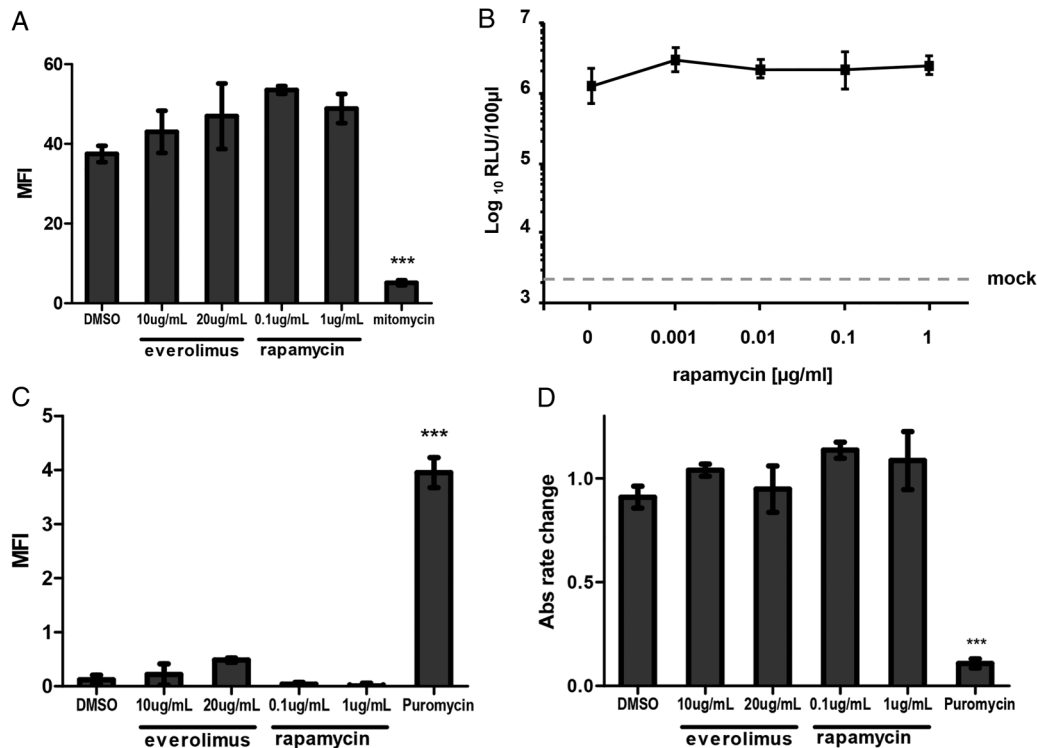 A
MFI
60
40
20
0
***
DMSO 10ug/mL 20ug/mL 0.1ug/mL 1ug/mL mitomycin
everolimus rapamycin
B
Log 10 RLU/100µl
7
6
5
4
3
mock
0 0.001 0.01 0.1 1
rapamycin [µg/ml]
C
MFI
5
4
3
2
1
0
***
DMSO 10ug/mL 20ug/mL 0.1ug/mL 1ug/mL Puromycin
everolimus rapamycin
D
Abs rate change
1.0
0.5
0.0
***
DMSO 10ug/mL 20ug/mL 0.1ug/mL 1ug/mL Puromycin
everolimus rapamycin